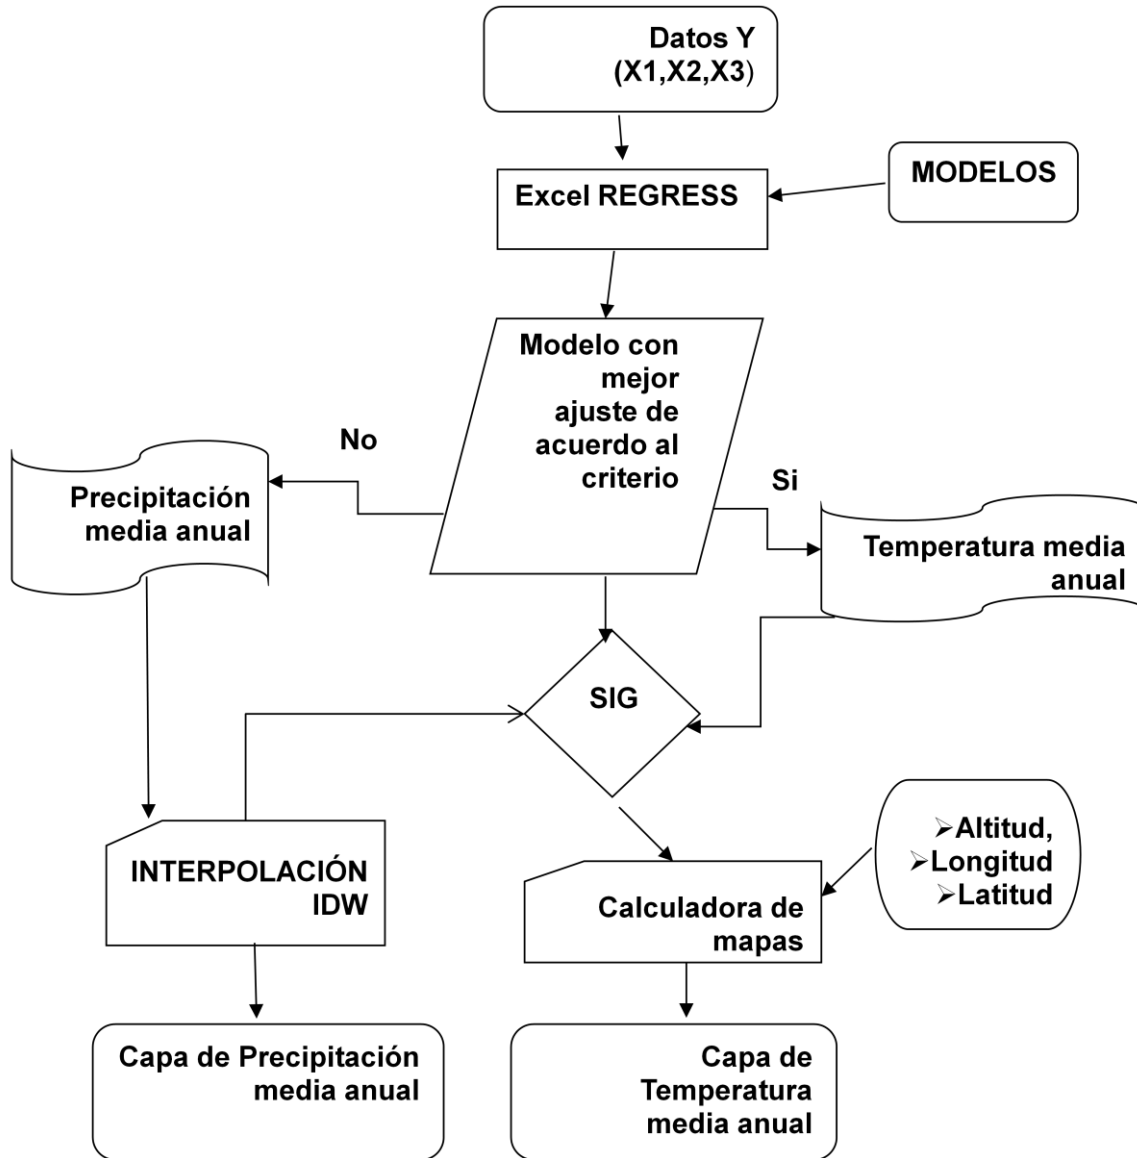 Datos Y
(X1,X2,X3)
Excel REGRESS
MODELOS
Modelo con
mejor
ajuste de
acuerdo al
criterio
No
Si
Precipitación
media anual
Temperatura media
anual
SIG
INTERPOLACIÓN
IDW
Calculadora de
mapas
➢Altitud,
➢Longitud
➢Latitud
Capa de Precipitación
media anual
Capa de
Temperatura
media anual